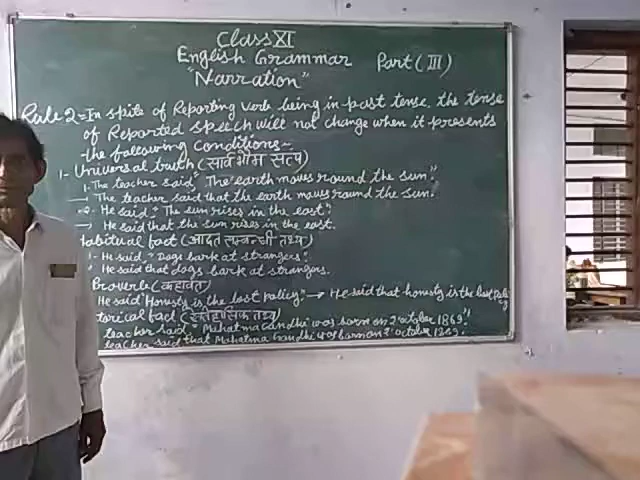 Class XI
English Grammar Part (III)
"Narration"
Rule 2 = In spite of Reporting verb being in past tense, the tense
of Reported speech will not change when it presents
the following Conditions -
1- Universal truth (सार्वभौम सत्य)
1. The teacher said "The earth moves round the sun."
→ The teacher said that the earth moves round the sun.
2- He said "The sun rises in the east."
→ He said that the sun rises in the east.
Habitual fact (आदत सम्बन्धी तथ्य)
1- He said "Dogs bark at strangers".
He said that dogs bark at strangers.
Proverb (कहावत)
He said "Honesty is the best policy" → He said that honesty is the best policy
torical fact (ऐतिहासिक तथ्य)
teacher said "Mahatma Gandhi was born on 2 october 1869"
teacher said that Mahatma Gandhi was born on 2 october 1869.